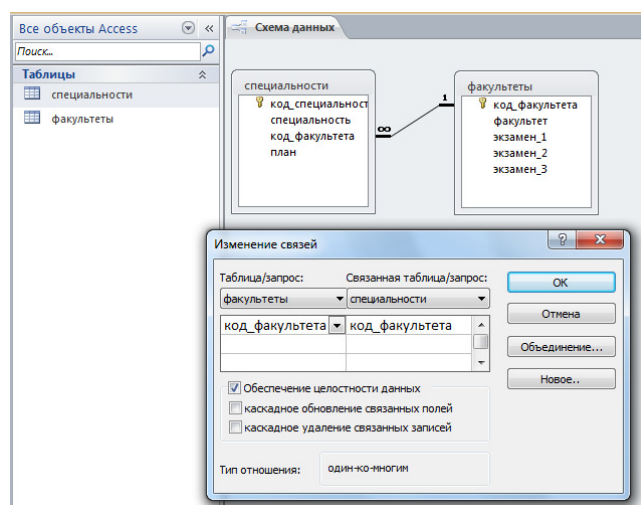 Все объекты Access
«
Схема данных
Поиск...
Таблицы
специальности
факультеты
специальности
код_специальност
специальность
код_факультета
план
∞
1
факультеты
код_факультета
факультет
экзамен_1
экзамен_2
экзамен_3
Изменение связей
?
Таблица/запрос:
Связанная таблица/запрос:
факультеты
специальности
код_факультета
код_факультета
Обеспечение целостности данных
каскадное обновление связанных полей
каскадное удаление связанных записей
Тип отношения:
один-ко-многим
ОК
Отмена
Объединение...
Новое..